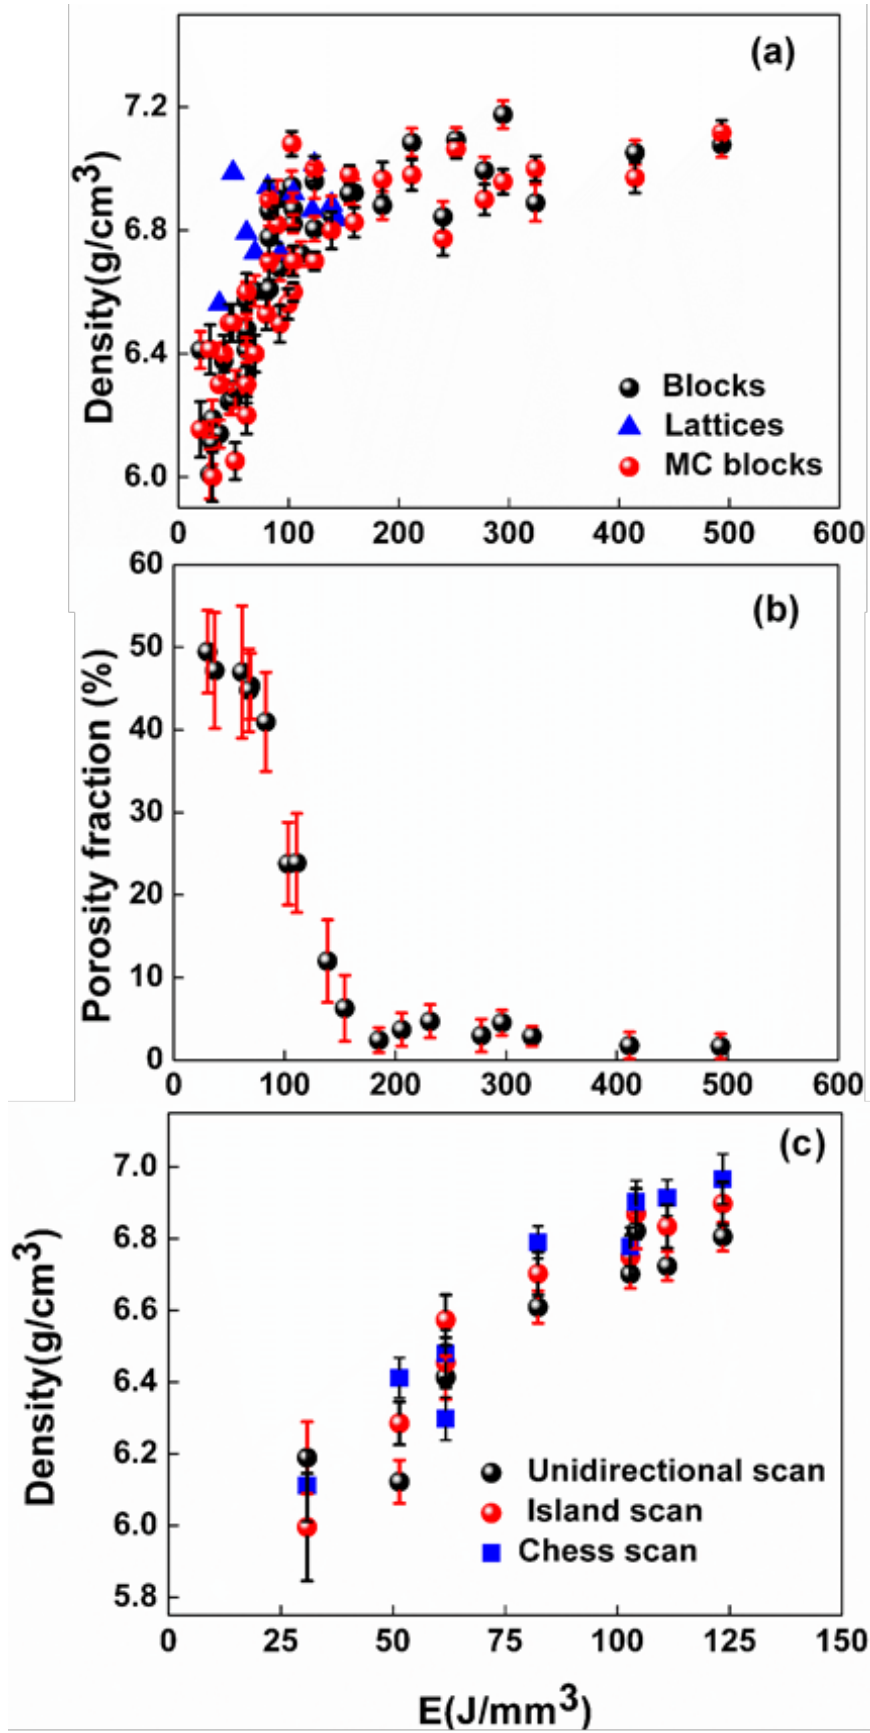 (a)
Density(g/cm3)
7.2
6.8
6.4
6.0
Blocks
Lattices
MC blocks
0 100 200 300 400 500 600
(b)
Porosity fraction (%)
60
50
40
30
20
10
0
0 100 200 300 400 500 600
(c)
Density(g/cm3)
7.0
6.8
6.6
6.4
6.2
6.0
5.8
Unidirectional scan
Island scan
Chess scan
0 25 50 75 100 125 150
E(J/mm3)